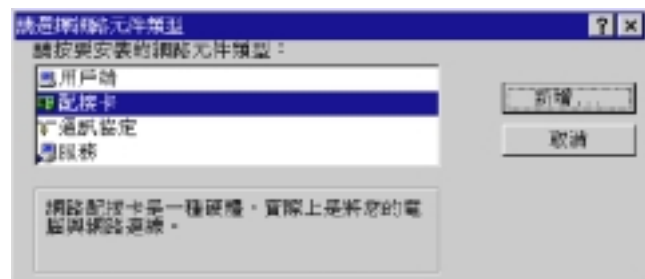 請選擇網路元件類型
請按要安裝的網路元件類型：
用戶端
配接卡
通訊協定
服務
新增...
取消
網路配接卡是一種硬體，實際上是將您的電
腦與網路連線。